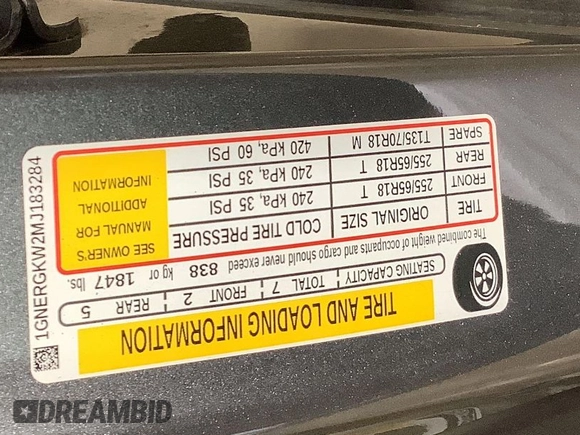 TIRE AND LOADING INFORMATION
SEATING CAPACITY TOTAL 7 FRONT 2 REAR 5
The combined weight of occupants and cargo should never exceed 838 kg or 1847 lbs.
TIRE ORIGINAL SIZE COLD TIRE PRESSURE
FRONT 255/65R18 T 240 kPa, 35 PSI
REAR 255/65R18 T 240 kPa, 35 PSI
SPARE T135/70R18 M 420 kPa, 60 PSI
SEE OWNER'S
MANUAL FOR
ADDITIONAL
INFORMATION
1GNERGKW2MJ183284
DREAMBID